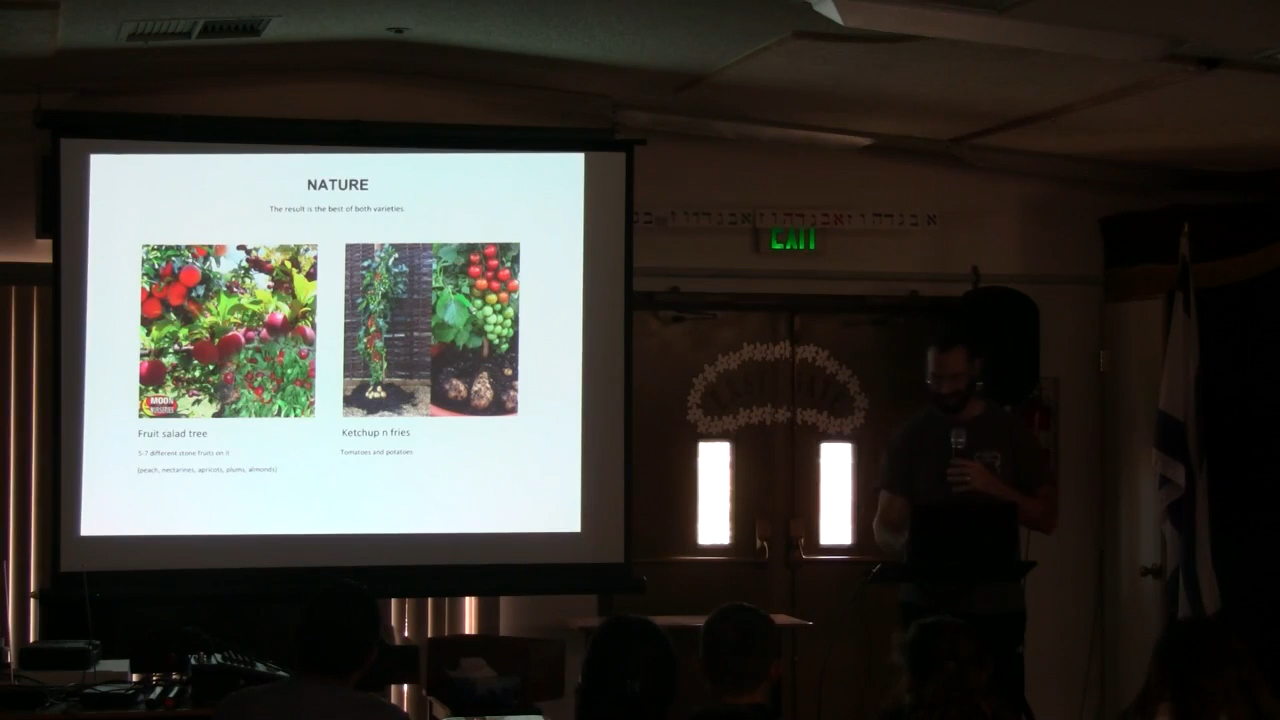 NATURE
The result is the best of both varieties.
MOON
NURSERIES
Fruit salad tree
5-7 different stone fruits on it
(peach, nectarines, apricots, plums, almonds)
Ketchup n fries
Tomatoes and potatoes
EXIT